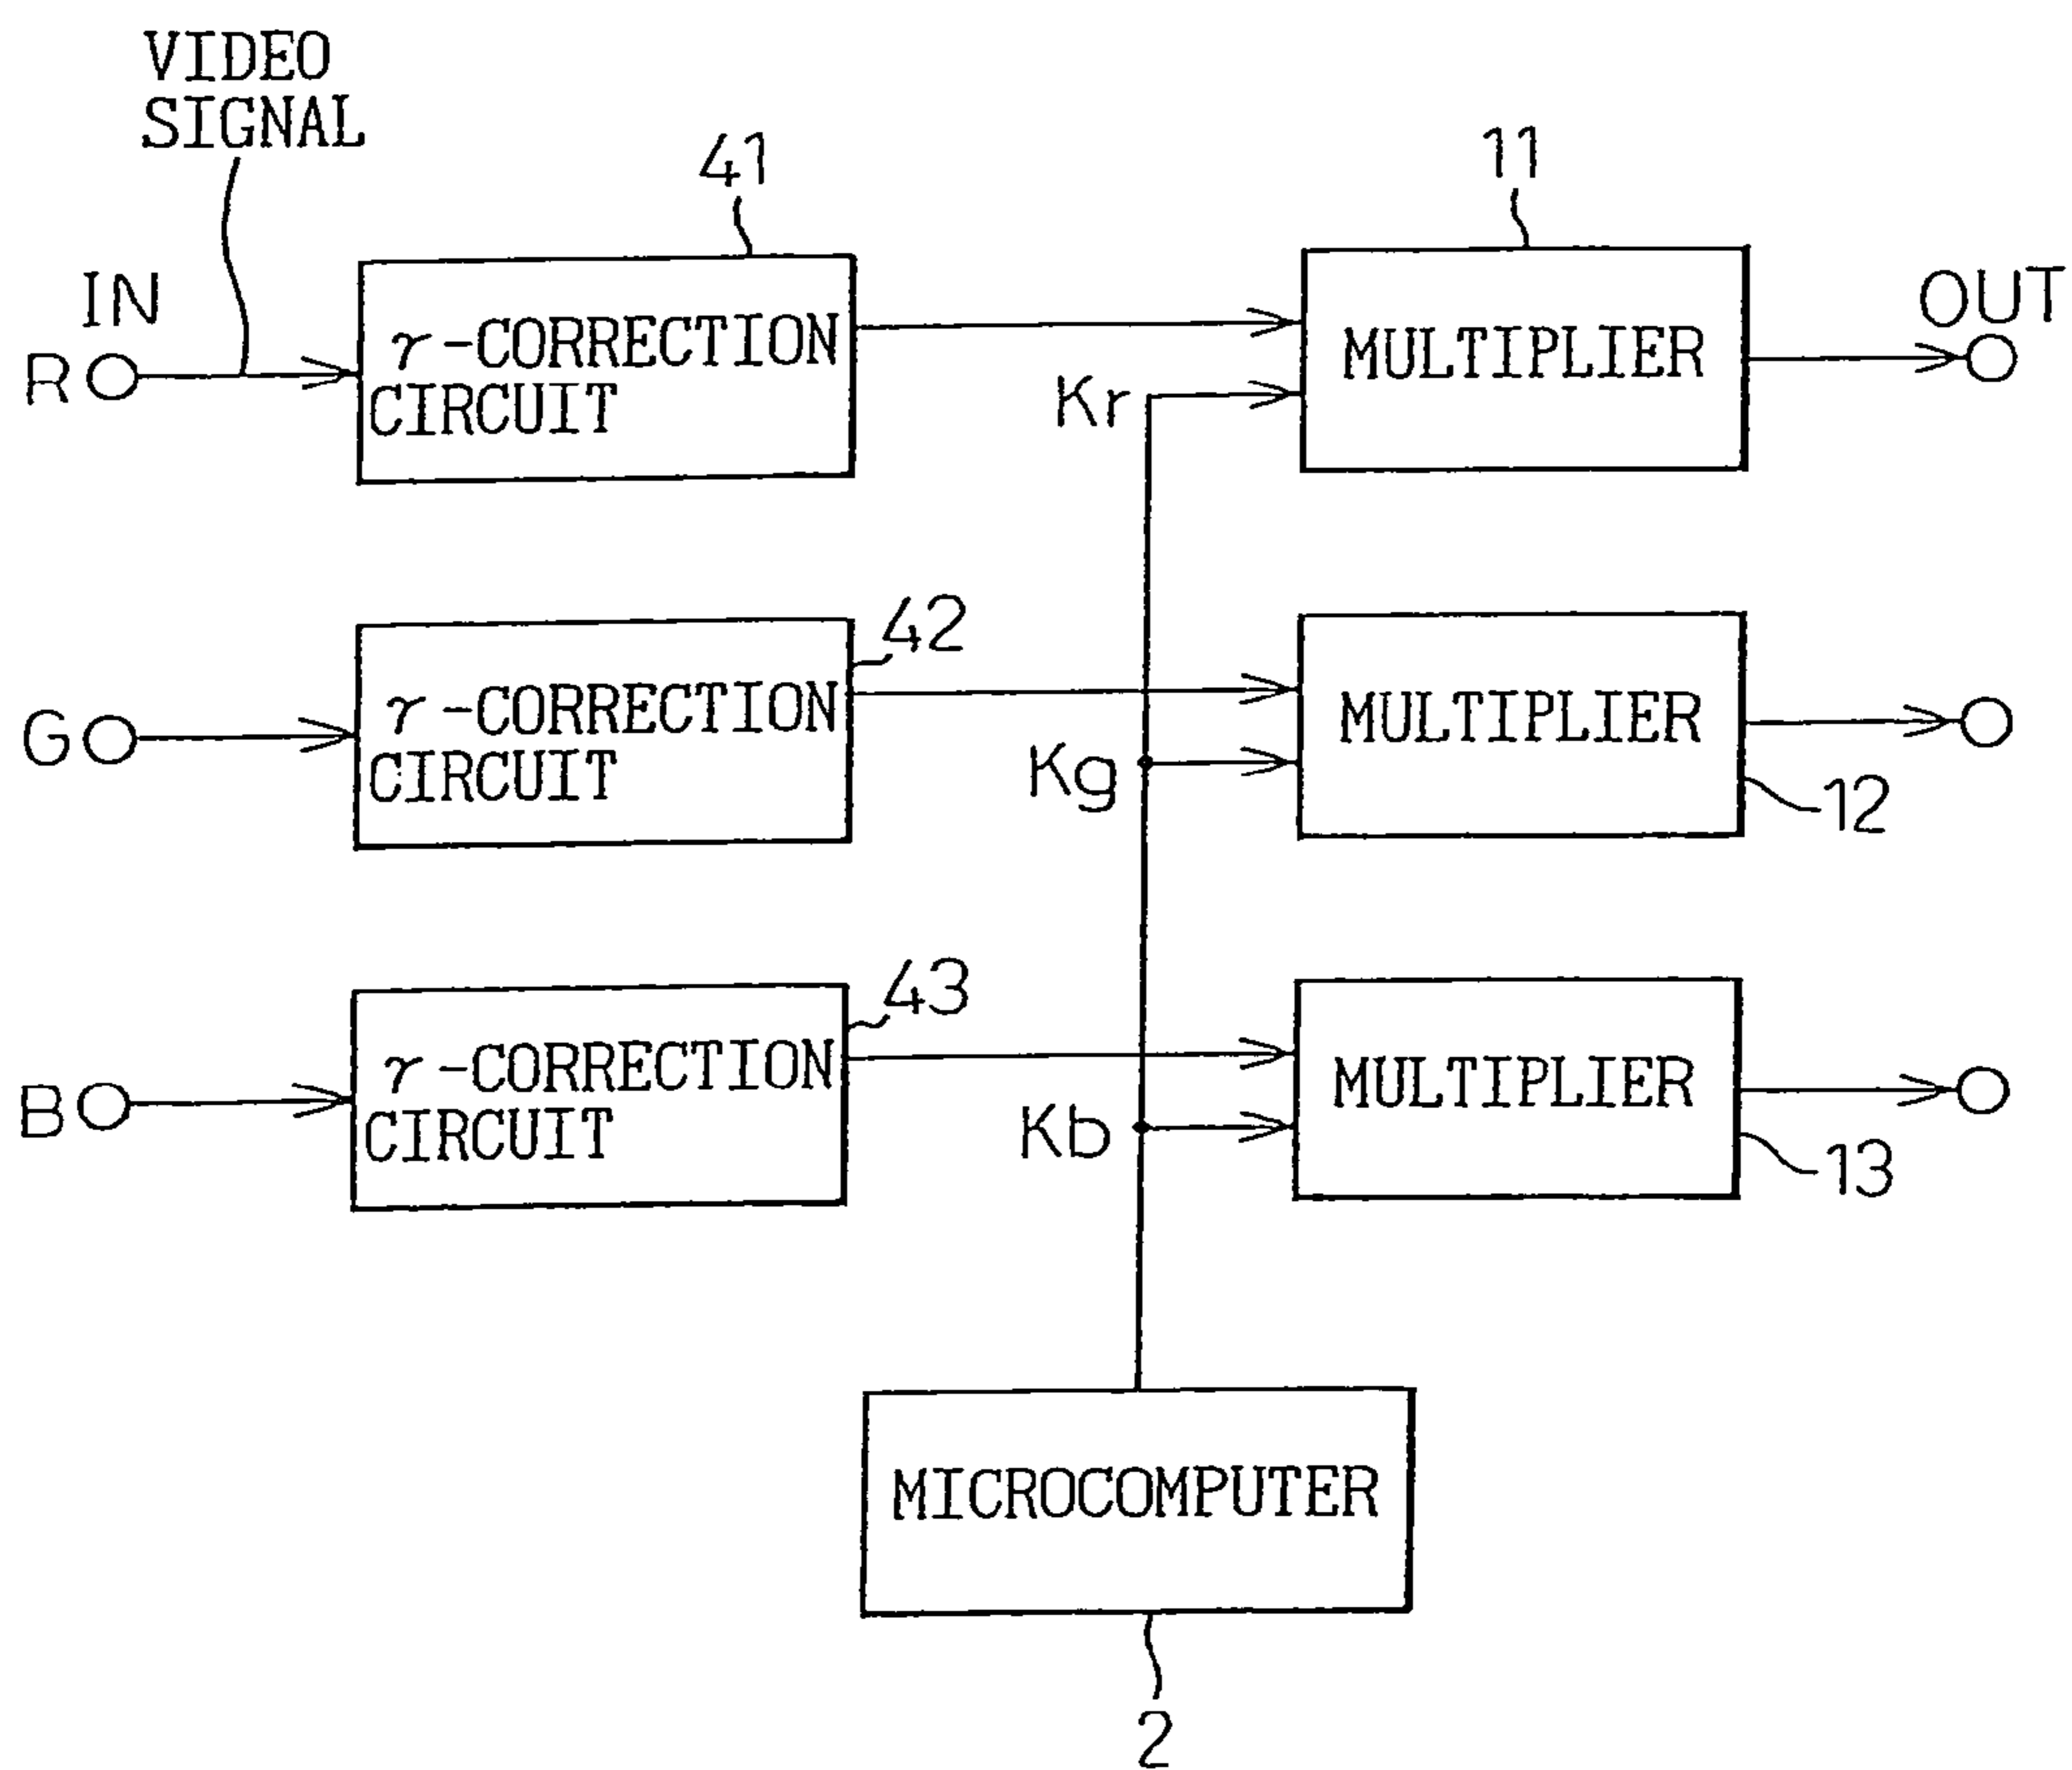 VIDEO
SIGNAL
41
11
IN
OUT
R
γ-CORRECTION
CIRCUIT
MULTIPLIER
Kr
42
G
γ-CORRECTION
CIRCUIT
MULTIPLIER
Kg
12
43
B
γ-CORRECTION
CIRCUIT
MULTIPLIER
Kb
13
MICROCOMPUTER
2